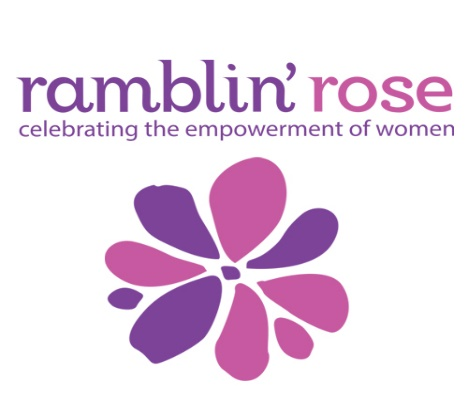 ramblin’ rose
celebrating the empowerment of women